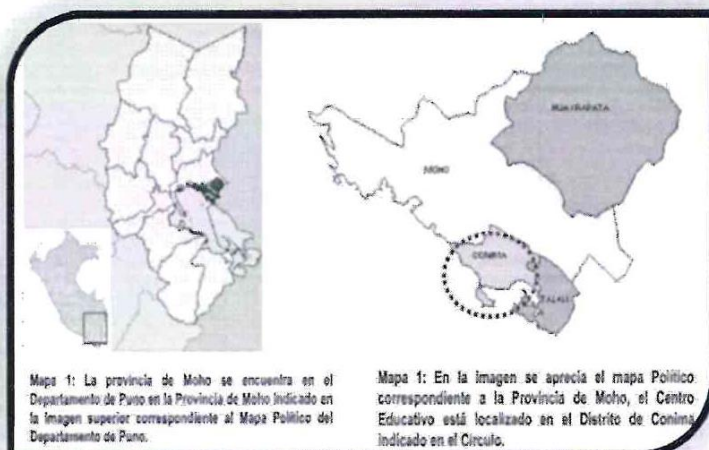 HUAYRAPATA
MOHO
CONIMA
TILALI
Mapa 1: La provincia de Moho se encuentra en el
Departamento de Puno en la Provincia de Moho indicado en
la imagen superior correspondiente al Mapa Político del
Departamento de Puno.
Mapa 1: En la imagen se aprecia el mapa Político
correspondiente a la Provincia de Moho, el Centro
Educativo está localizado en el Distrito de Conima
indicado en el Circulo.